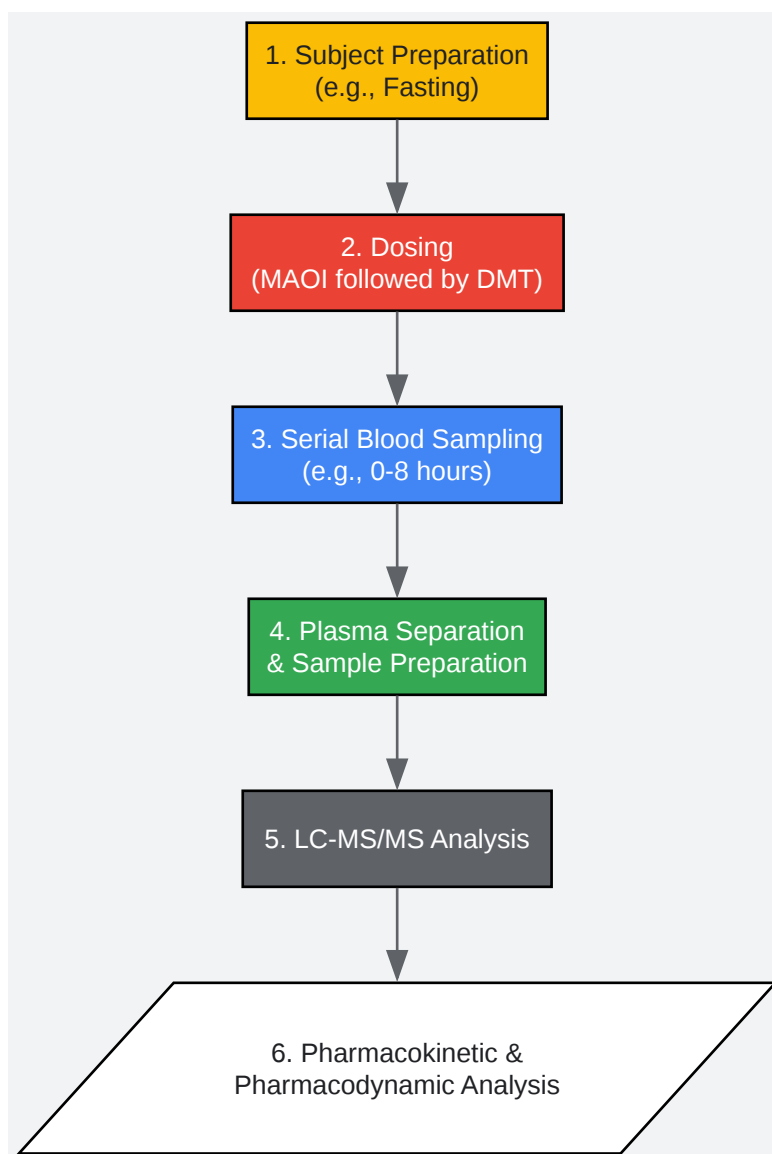 1. Subject Preparation
(e.g., Fasting)
2. Dosing
(MAOI followed by DMT)
3. Serial Blood Sampling
(e.g., 0-8 hours)
4. Plasma Separation
& Sample Preparation
5. LC-MS/MS Analysis
6. Pharmacokinetic &
Pharmacodynamic Analysis